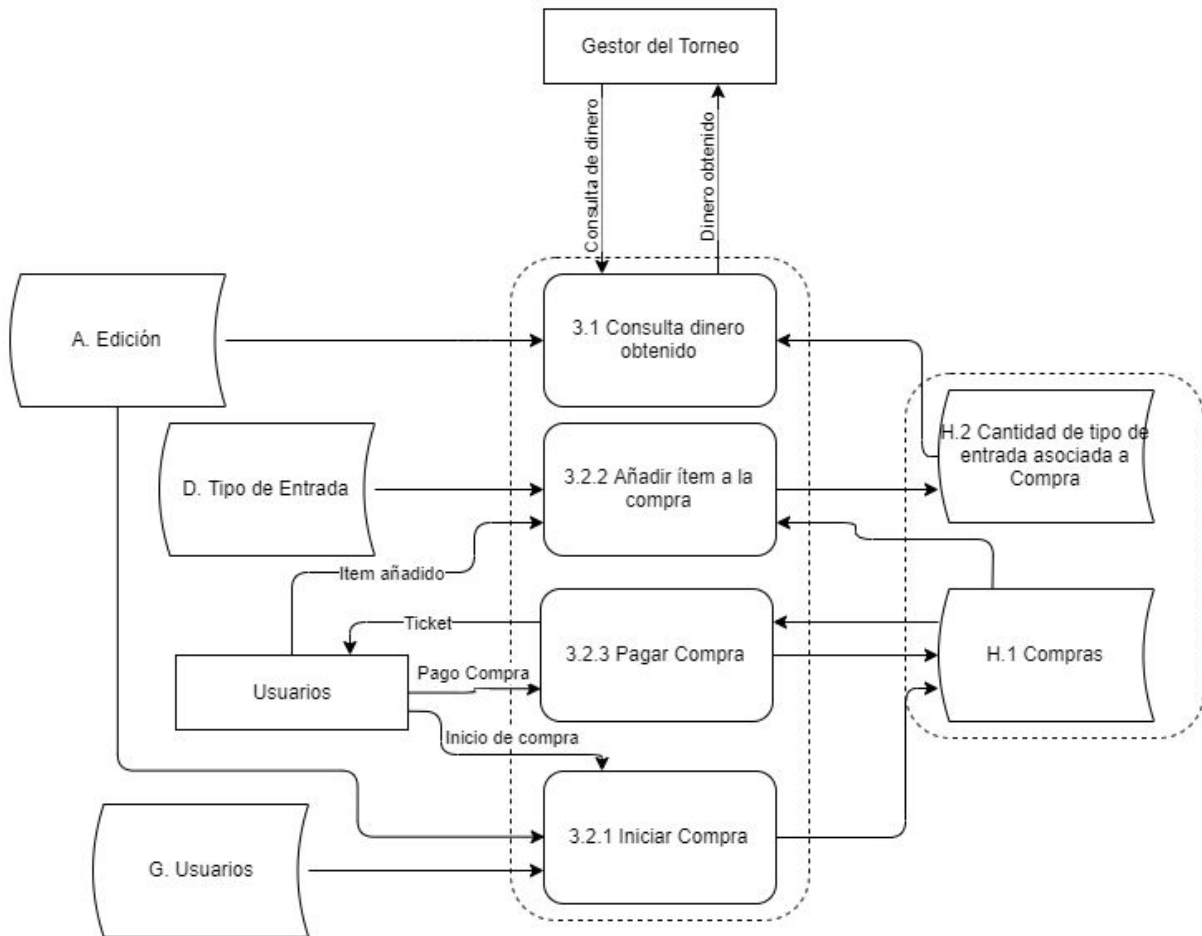 Gestor del Torneo
Consulta de dinero
Dinero obtenido
A. Edición
3.1 Consulta dinero
obtenido
H.2 Cantidad de tipo de
entrada asociada a
Compra
D. Tipo de Entrada
3.2.2 Añadir ítem a la
compra
Item añadido
Ticket
3.2.3 Pagar Compra
H.1 Compras
Usuarios
Pago Compra
Inicio de compra
3.2.1 Iniciar Compra
G. Usuarios